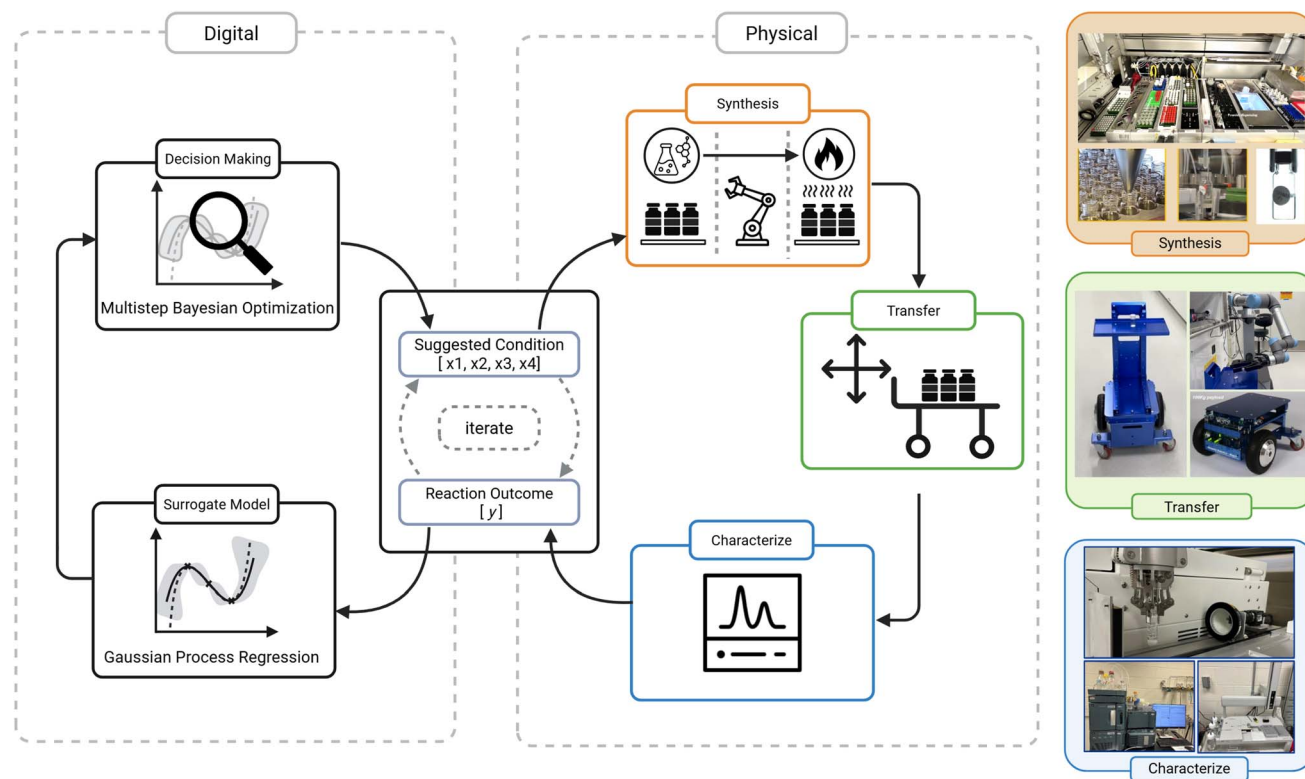 Digital
Physical
Decision Making
Multistep Bayesian Optimization
Surrogate Model
Gaussian Process Regression
Suggested Condition
[ x1, x2, x3, x4]
iterate
Reaction Outcome
[ y ]
Synthesis
Transfer
Characterize
Synthesis
Transfer
Characterize